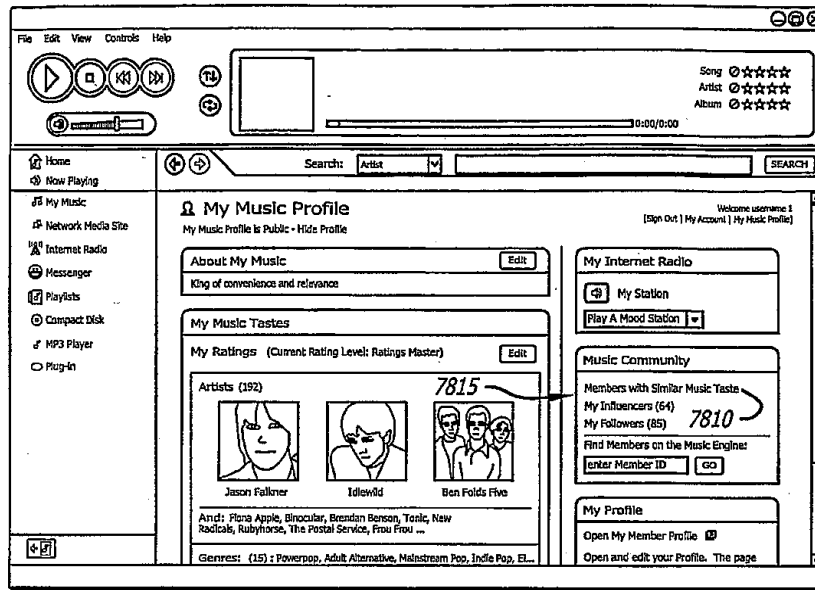 File Edit View Controls Help
Song
Artist
Album
0:00/0:00
Home
Now Playing
My Music
Network Media Site
Internet Radio
Messenger
Playlists
Compact Disk
MP3 Player
Plug-in
Search: Artist SEARCH
My Music Profile
My Music Profile is Public - Hide Profile
Welcome username 1
[Sign Out] My Account | My Music Profile]
About My Music Edit
King of convenience and relevance
My Music Tastes
My Ratings (Current Rating Level: Ratings Master) Edit
Artists (192) 7815
Jason Falkner Idlewild Ben Folds Five
And: Fiona Apple, Binocular, Brendan Benson, Tonic, New
Radicals, Rubyhorse, The Postal Service, Frou Frou ...
Genres: (15) : Powerpop, Adult Alternative, Mainstream Pop, Indie Pop, El...
My Internet Radio
My Station
Play A Mood Station
Music Community
Members with Similar Music Taste
My Influencers (64)
My Followers (85) 7810
Find Members on the Music Engine:
enter Member ID GO
My Profile
Open My Member Profile
Open and edit your Profile. The page